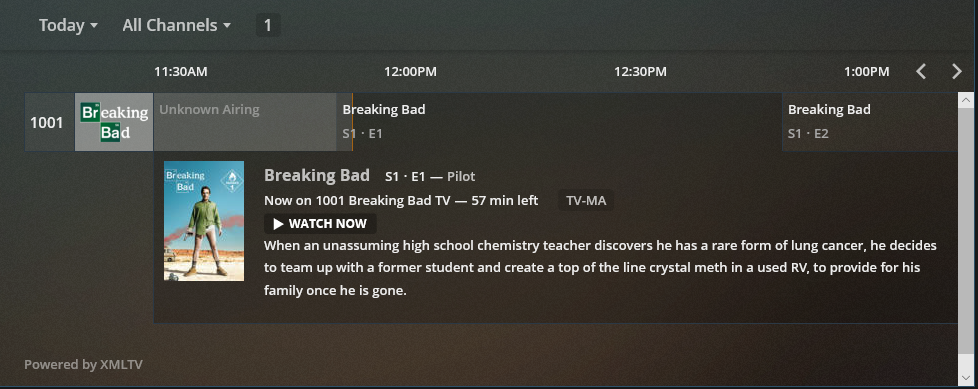 Today All Channels 1
11:30AM 12:00PM 12:30PM 1:00PM
1001 Breaking Bad Unknown Airing Breaking Bad Breaking Bad
S1 · E1 S1 · E2
Breaking Bad
Breaking Bad S1 · E1 — Pilot
Now on 1001 Breaking Bad TV — 57 min left TV-MA
WATCH NOW
When an unassuming high school chemistry teacher discovers he has a rare form of lung cancer, he decides
to team up with a former student and create a top of the line crystal meth in a used RV, to provide for his
family once he is gone.
Powered by XMLTV